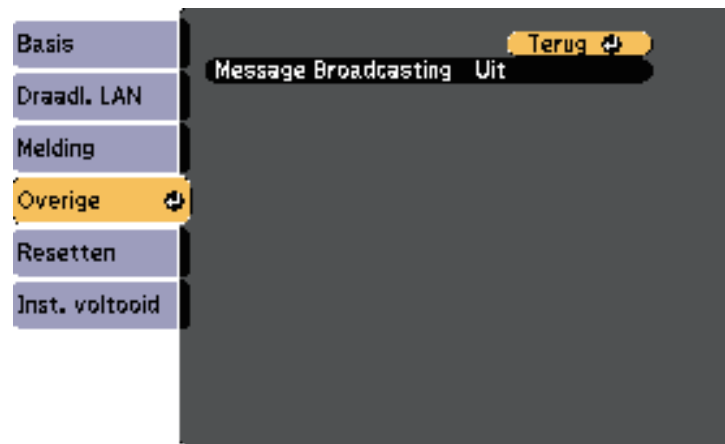 Basis
Draadl. LAN
Melding
Overige
Resetten
Inst. voltooid
Terug
Message Broadcasting Uit